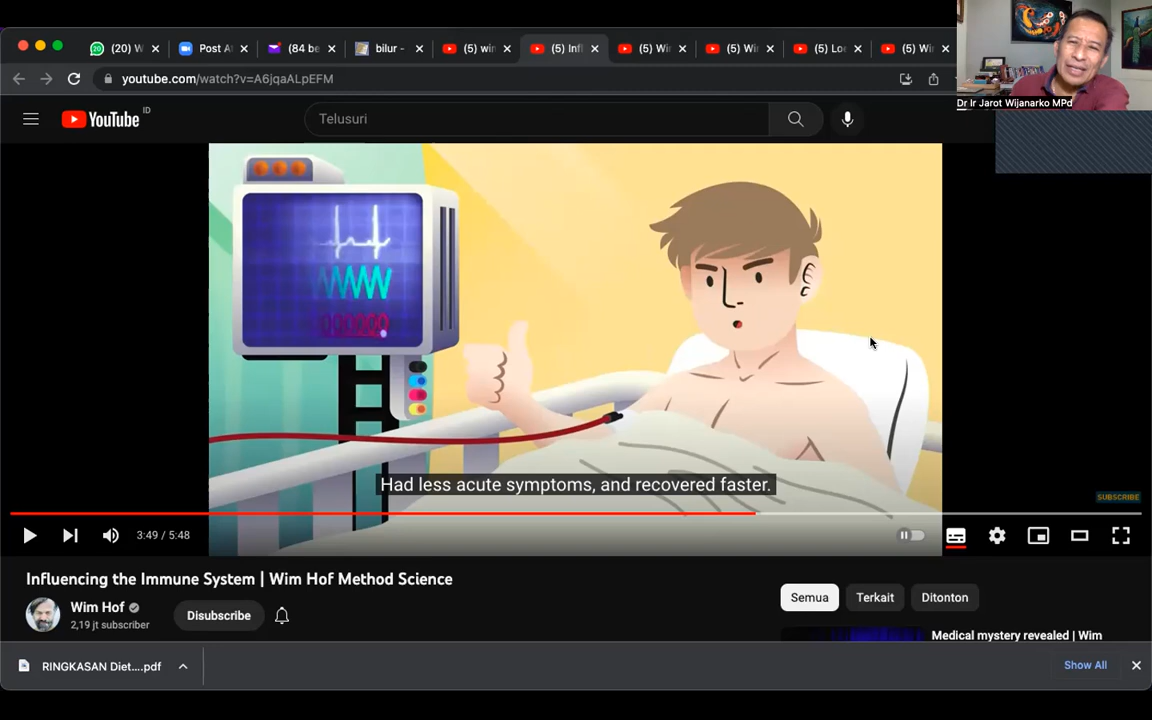 (20) W
Post A
(84 be
bilur -
(5) win
(5) Infl
(5) Wi
(5) Wi
(5) Lo
(5) Wi
youtube.com/watch?v=A6jqaALpEFM
Dr Ir Jarot Wijanarko MPd
YouTube ID
Telusuri
Had less acute symptoms, and recovered faster.
SUBSCRIBE
3:49 / 5:48
Influencing the Immune System | Wim Hof Method Science
Wim Hof
2,19 jt subscriber
Disubscribe
Semua
Terkait
Ditonton
Medical mystery revealed | Wim
RINGKASAN Diet....pdf
Show All